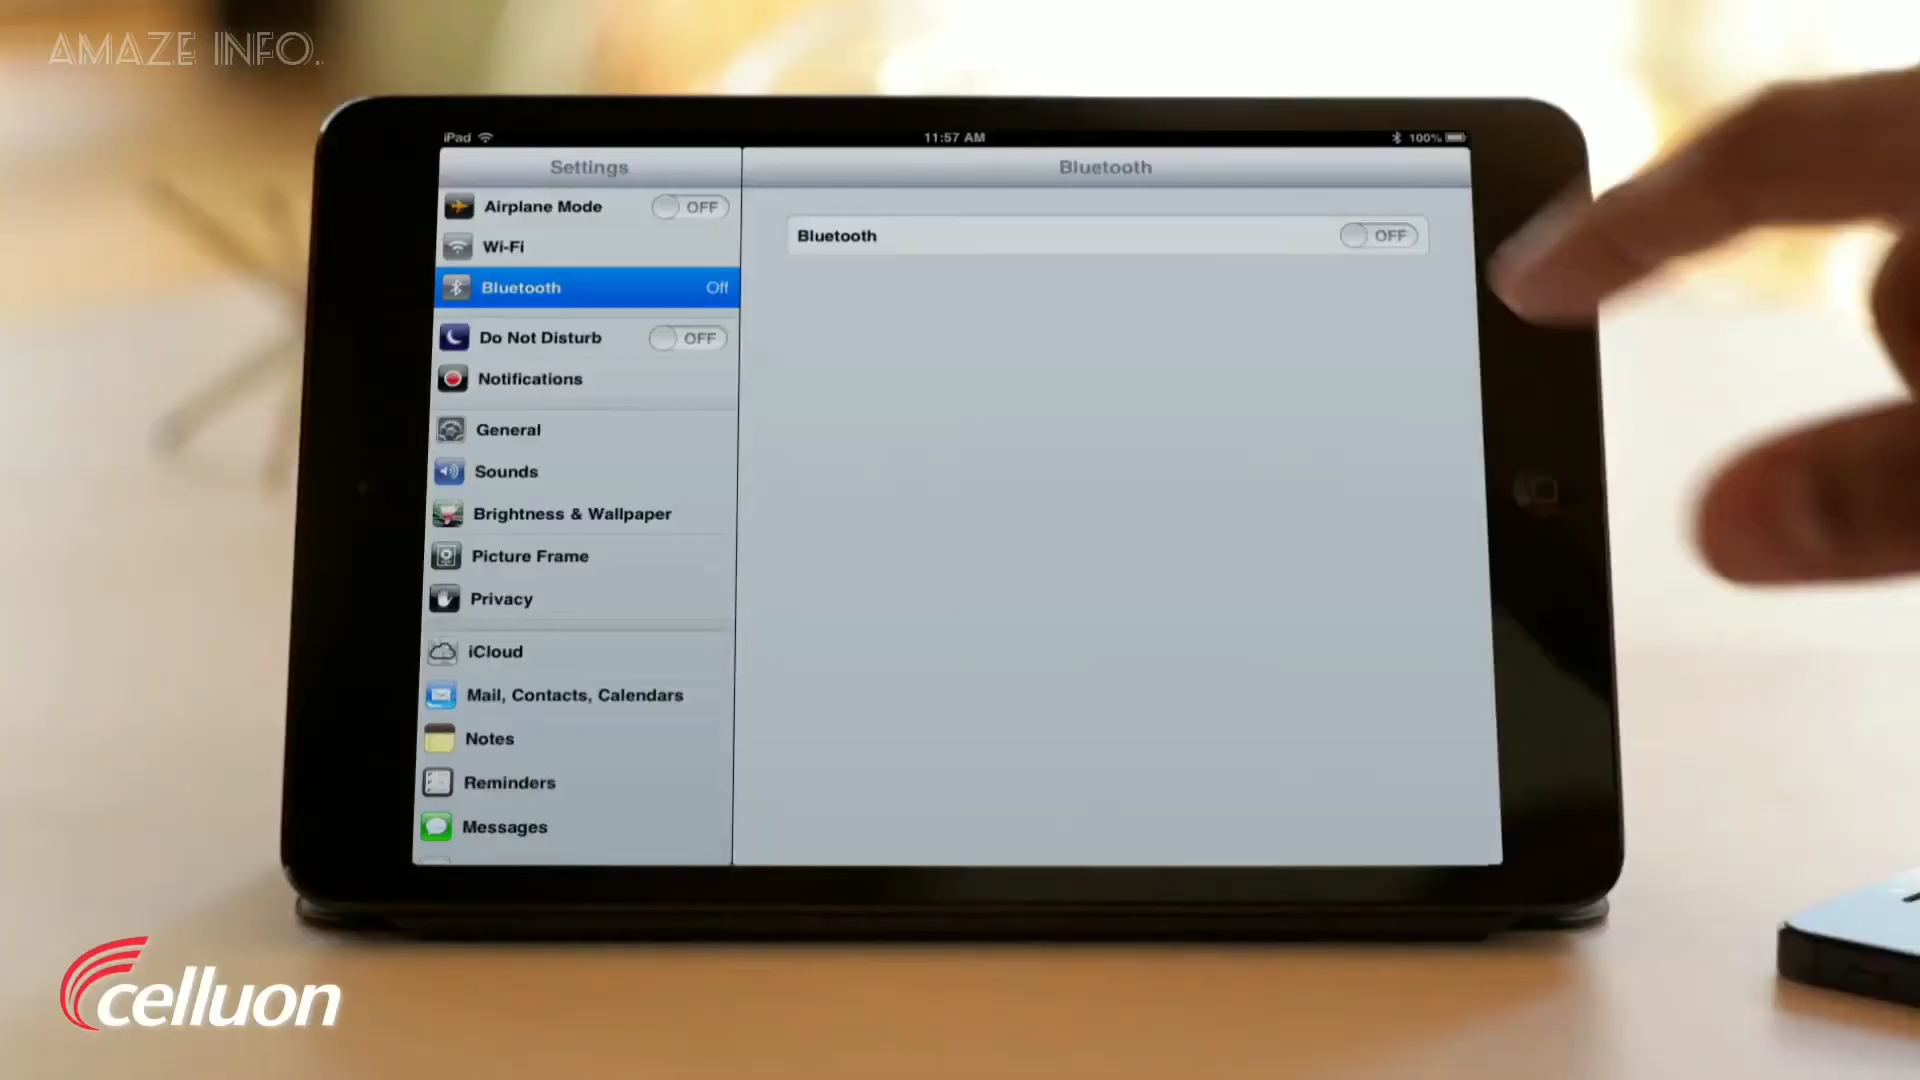 AMAZE INFO.
iPad
11:57 AM
100%
Settings
Bluetooth
Airplane Mode OFF
Wi-Fi
Bluetooth Off
Do Not Disturb OFF
Notifications
General
Sounds
Brightness & Wallpaper
Picture Frame
Privacy
iCloud
Mail, Contacts, Calendars
Notes
Reminders
Messages
Bluetooth OFF
celluon